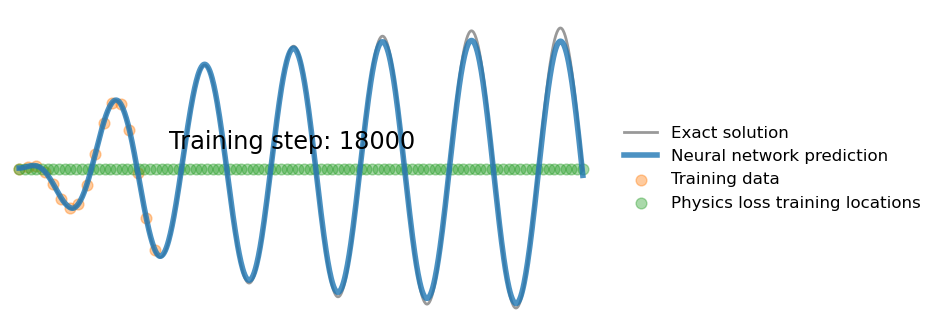 Training step: 18000
Exact solution
Neural network prediction
Training data
Physics loss training locations